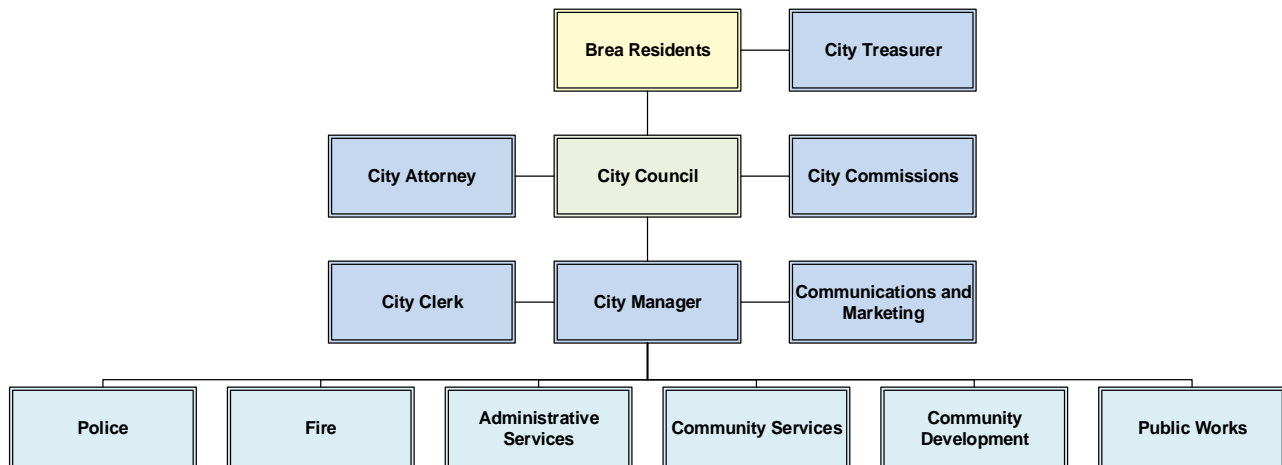 Brea Residents
City Treasurer
City Attorney
City Council
City Commissions
City Clerk
City Manager
Communications and
Marketing
Police
Fire
Administrative
Services
Community Services
Community
Development
Public Works